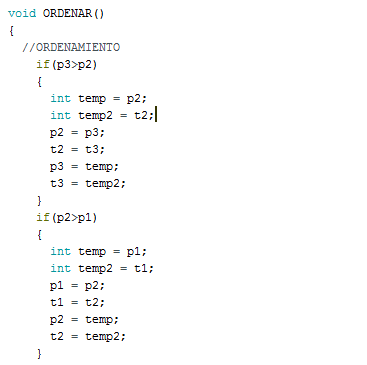 void ORDENAR()
{
//ORDENAMIENTO
if(p3>p2)
{
int temp = p2;
int temp2 = t2;
p2 = p3;
t2 = t3;
p3 = temp;
t3 = temp2;
}
if(p2>p1)
{
int temp = p1;
int temp2 = t1;
p1 = p2;
t1 = t2;
p2 = temp;
t2 = temp2;
}